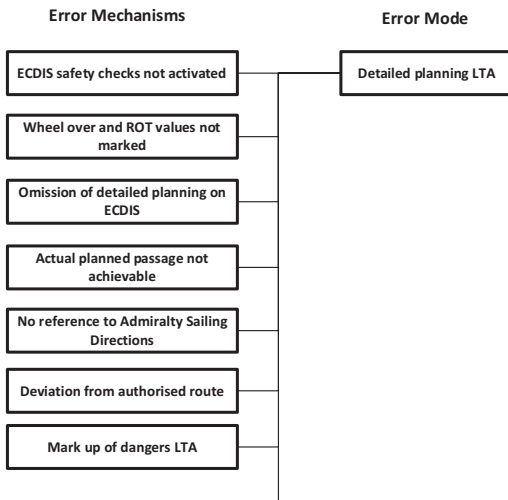 Error Mechanisms
Error Mode
ECDIS safety checks not activated
Detailed planning LTA
Wheel over and ROT values not
marked
Omission of detailed planning on
ECDIS
Actual planned passage not
achievable
No reference to Admiralty Sailing
Directions
Deviation from authorised route
Mark up of dangers LTA